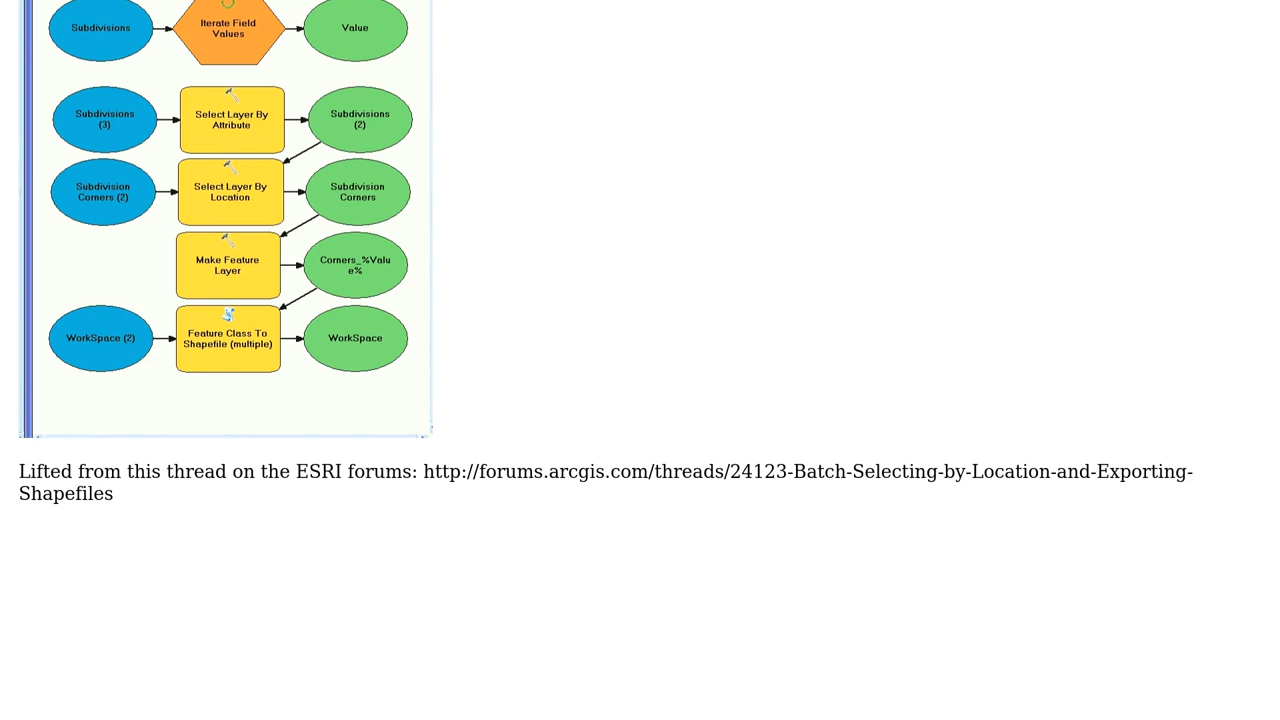 Subdivisions
Iterate Field
Values
Value
Subdivisions
(3)
Select Layer By
Attribute
Subdivisions
(2)
Subdivision
Corners (2)
Select Layer By
Location
Subdivision
Corners
Make Feature
Layer
Corners_%Valu
e%
WorkSpace (2)
Feature Class To
Shapefile (multiple)
WorkSpace
Lifted from this thread on the ESRI forums: http://forums.arcgis.com/threads/24123-Batch-Selecting-by-Location-and-Exporting-
Shapefiles